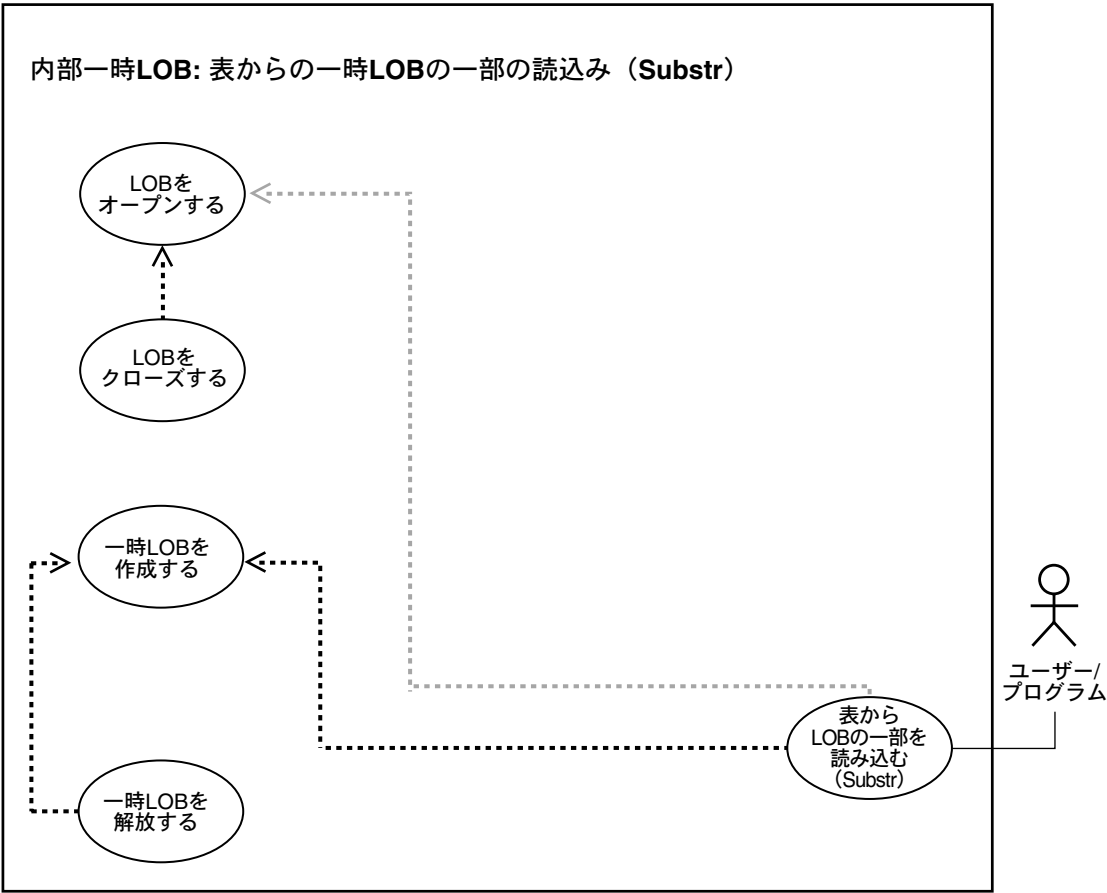 内部一時LOB: 表からの一時LOBの一部の読込み（Substr）
LOBを
オープンする
LOBを
クローズする
一時LOBを
作成する
ユーザー/
プログラム
表から
LOBの一部を
読み込む
（Substr）
一時LOBを
解放する